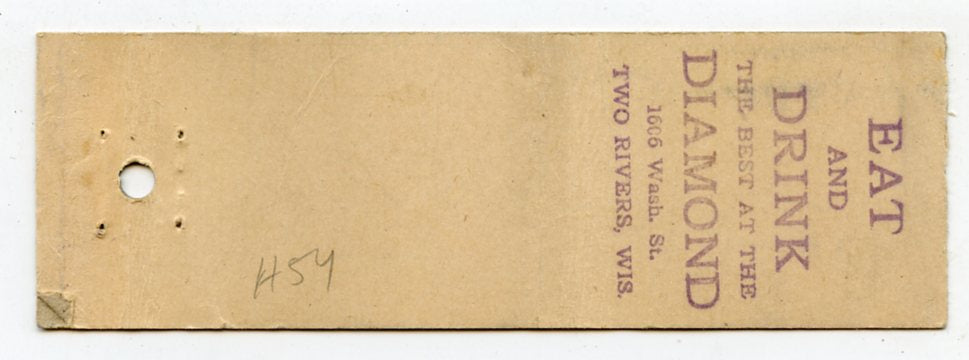 EAT
AND
DRINK
THE BEST AT THE
DIAMOND
1606 Wash. St.
TWO RIVERS, WIS.
H54